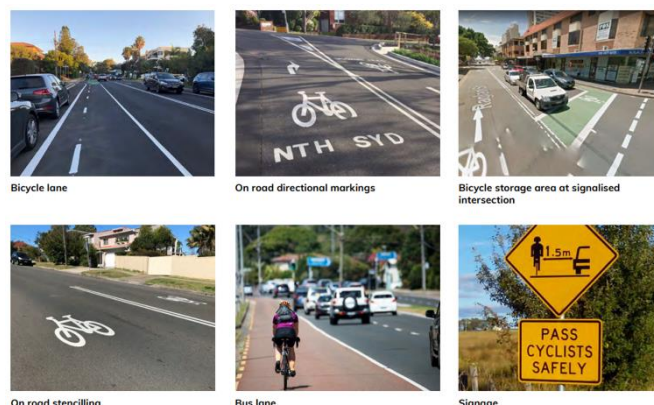 NTH SYD
Bicycle lane
On road directional markings
Bicycle storage area at signalised
intersection
1.5m
PASS
CYCLISTS
SAFELY
On road stencilling
Bus lane
Signage